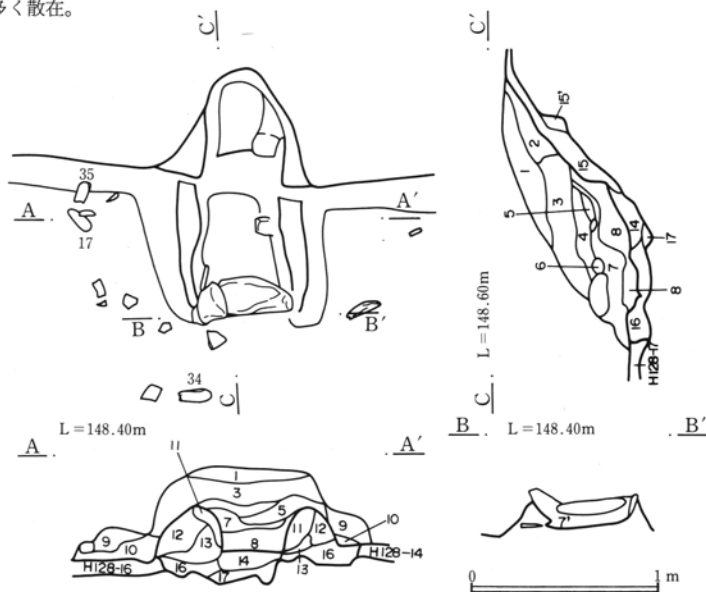 多く散在。
C′
C′
35
A
A′
17
B
B′
34
C
15′
2
1
15
3
5
14
17
4
8
6
7
8
16
L＝148.60m
H128-17
C
A
L＝148.40m
A′
11
1
3
5
7
11
12
9
10
9
12
13
8
10
16
H128-14
H128-16
16
14
13
17
B
L＝148.40m
B′
7′
0
1 m